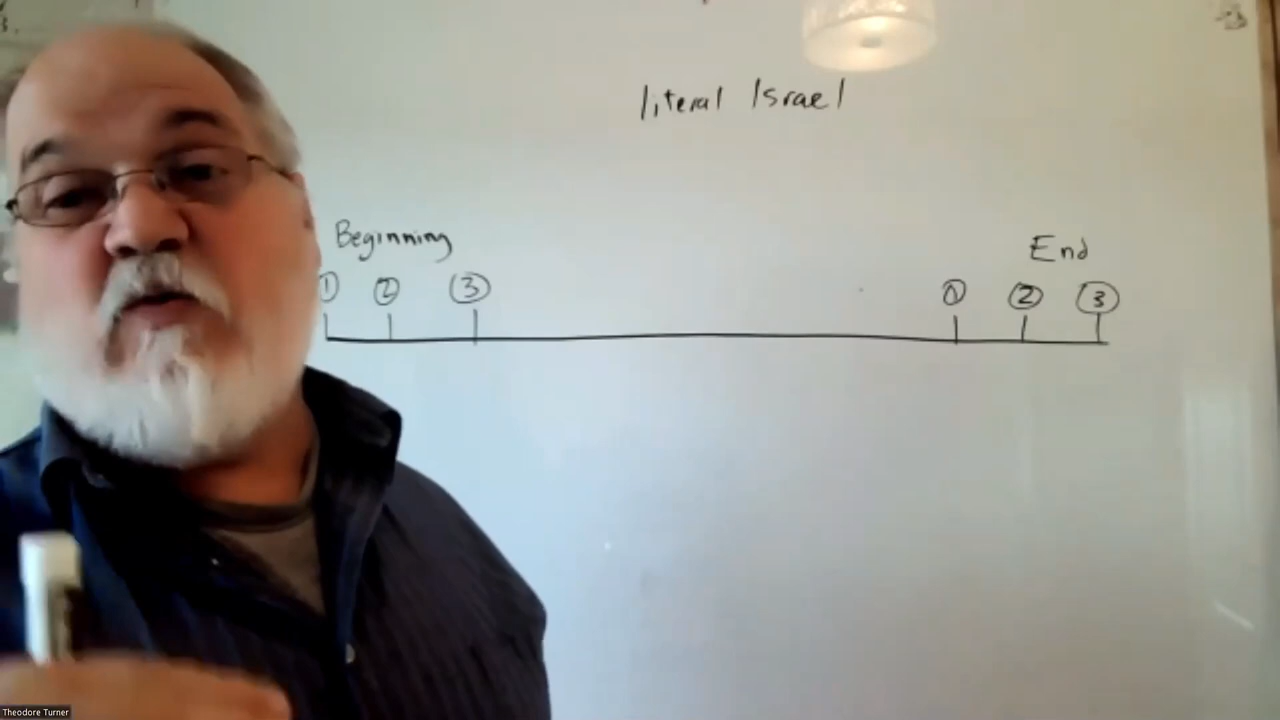 literal Israel
Beginning
End
① ② ③
① ② ③
Theodore Turner